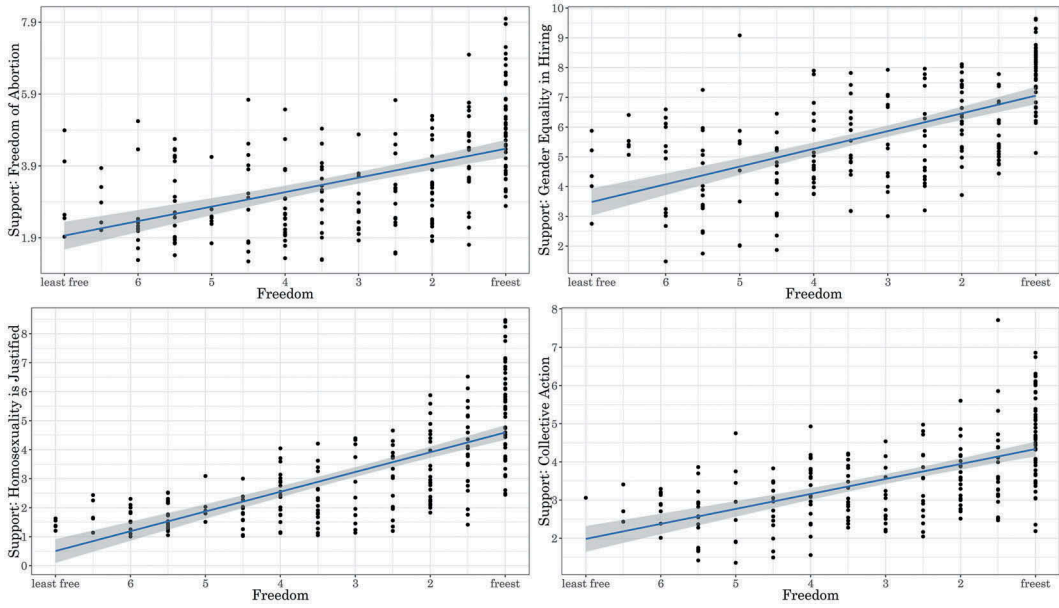 Support: Freedom of Abortion
7.9
5.9
3.9
1.9
least free 6 5 4 3 2 freest
Freedom
Support: Gender Equality in Hiring
10
9
8
7
6
5
4
3
2
least free 6 5 4 3 2 freest
Freedom
Support: Homosexuality is Justified
8
7
6
5
4
3
2
1
0
least free 6 5 4 3 2 freest
Freedom
Support: Collective Action
8
7
6
5
4
3
2
least free 6 5 4 3 2 freest
Freedom